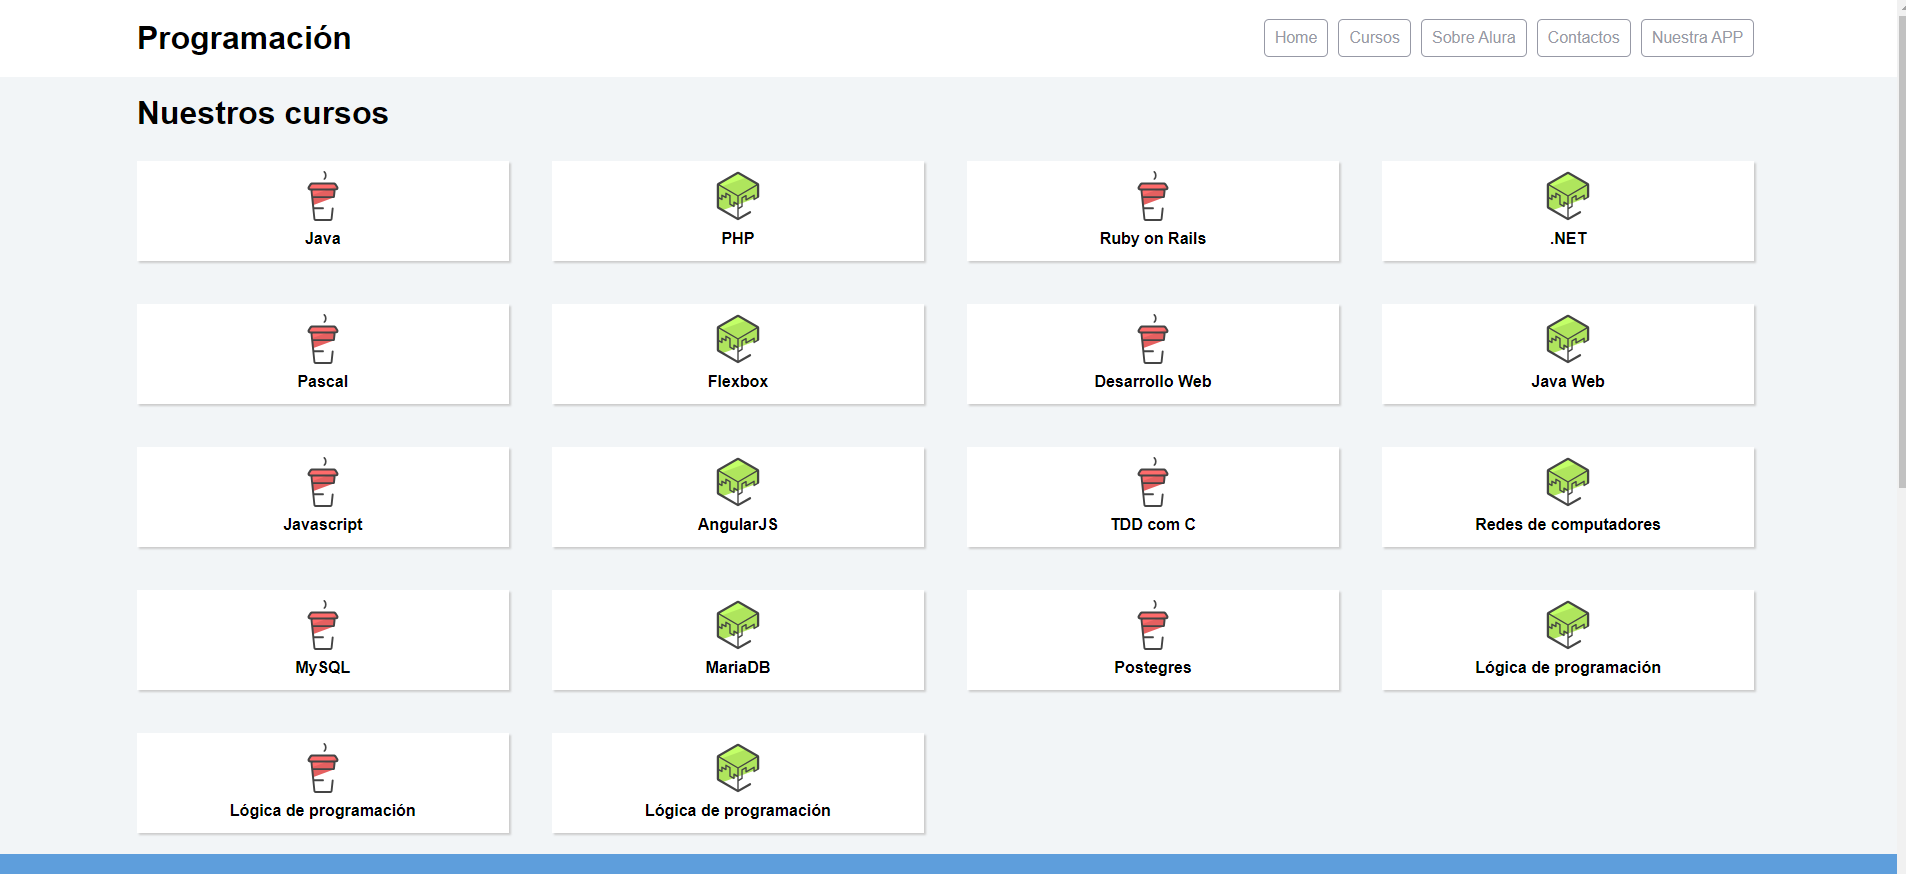 Programación
Home Cursos Sobre Alura Contactos Nuestra APP
Nuestros cursos
Java PHP Ruby on Rails .NET
Pascal Flexbox Desarrollo Web Java Web
Javascript AngularJS TDD com C Redes de computadores
MySQL MariaDB Postegres Lógica de programación
Lógica de programación Lógica de programación